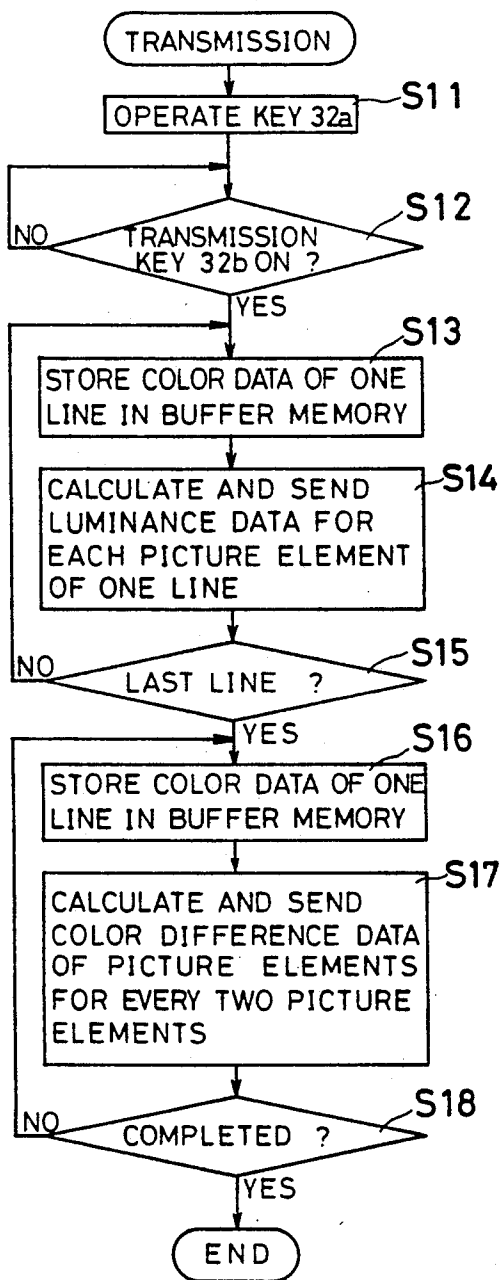 TRANSMISSION
S11
OPERATE KEY 32a
S12
NO
TRANSMISSION
KEY 32b ON ?
YES
S13
STORE COLOR DATA OF ONE
LINE IN BUFFER MEMORY
S14
CALCULATE AND SEND
LUMINANCE DATA FOR
EACH PICTURE ELEMENT
OF ONE LINE
S15
NO
LAST LINE ?
YES
S16
STORE COLOR DATA OF ONE
LINE IN BUFFER MEMORY
S17
CALCULATE AND SEND
COLOR DIFFERENCE DATA
OF PICTURE ELEMENTS
FOR EVERY TWO PICTURE
ELEMENTS
S18
NO
COMPLETED ?
YES
END